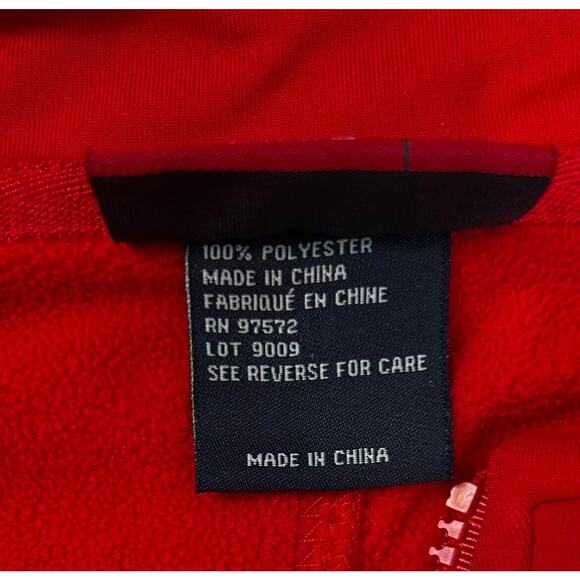 100% POLYESTER
MADE IN CHINA
FABRIQUÉ EN CHINE
RN 97572
LOT 9009
SEE REVERSE FOR CARE
MADE IN CHINA